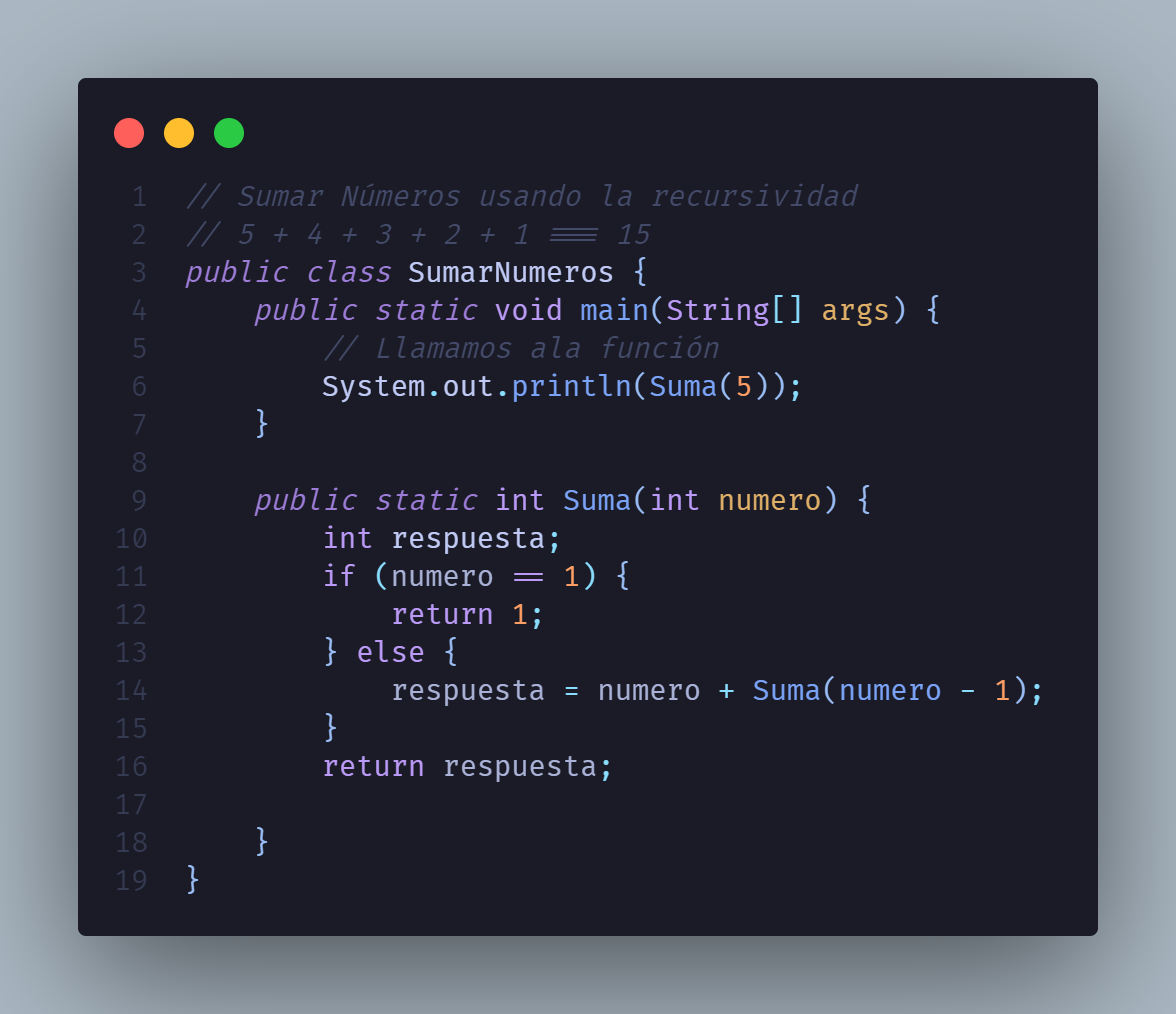 1 // Sumar Números usando la recursividad
2 // 5 + 4 + 3 + 2 + 1 === 15
3 public class SumarNumeros {
4     public static void main(String[] args) {
5         // Llamamos ala función
6         System.out.println(Suma(5));
7     }
8
9     public static int Suma(int numero) {
10         int respuesta;
11         if (numero == 1) {
12             return 1;
13         } else {
14             respuesta = numero + Suma(numero - 1);
15         }
16         return respuesta;
17
18     }
19 }